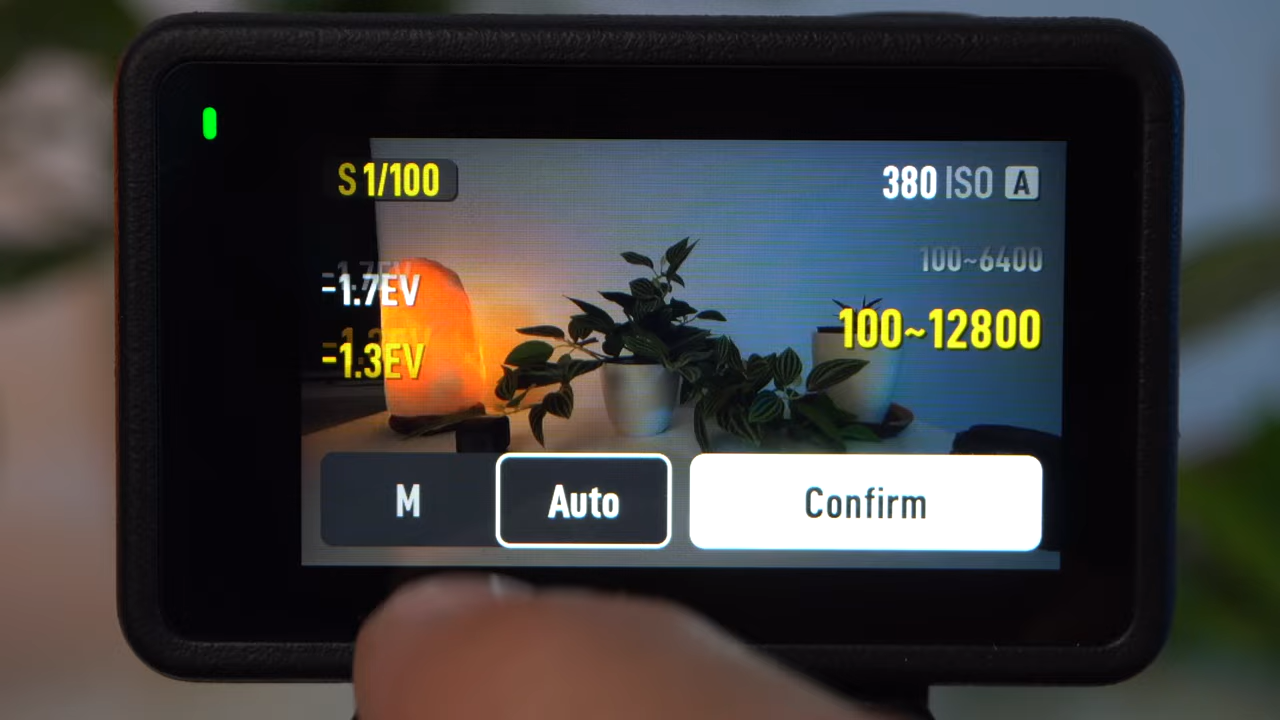 S 1/100
380 ISO A
100~6400
-1.7EV
100~12800
-1.3EV
M
Auto
Confirm